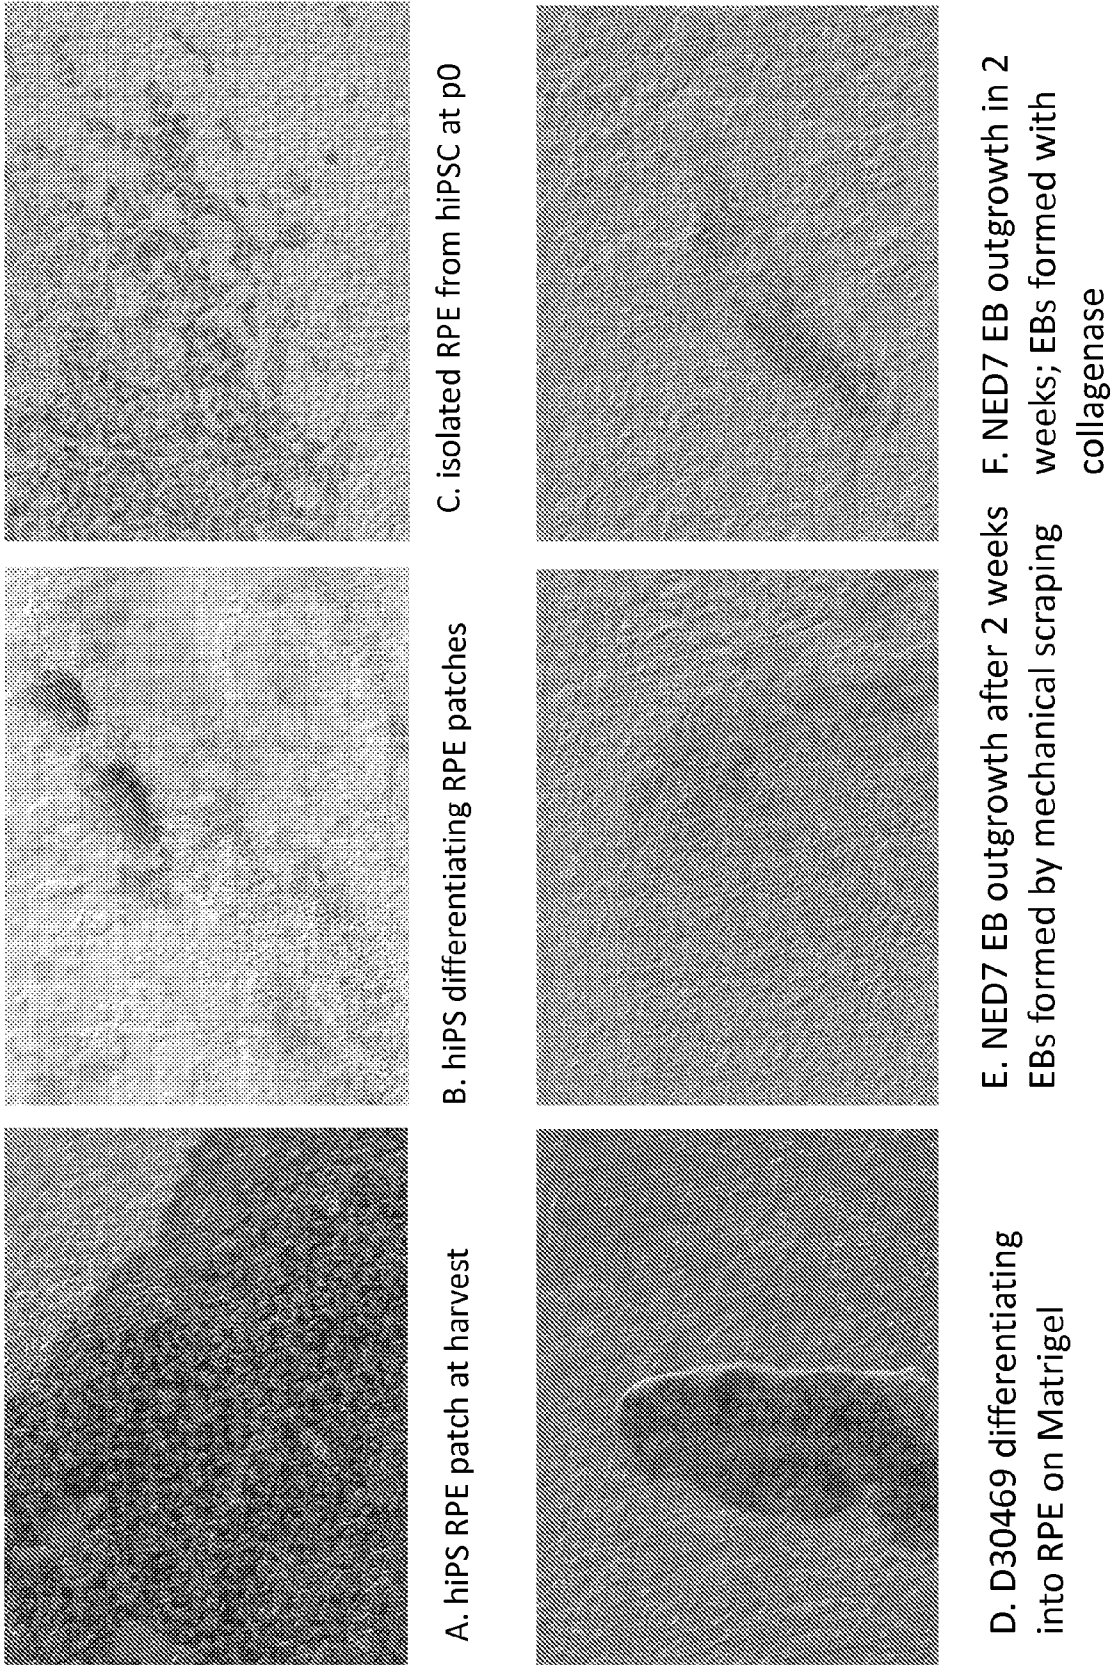 A. hiPS RPE patch at harvest
B. hiPS differentiating RPE patches
C. isolated RPE from hiPSC at p0
D. D30469 differentiating
into RPE on Matrigel
E. NED7 EB outgrowth after 2 weeks
EBs formed by mechanical scraping
F. NED7 EB outgrowth in 2
weeks; EBs formed with
collagenase